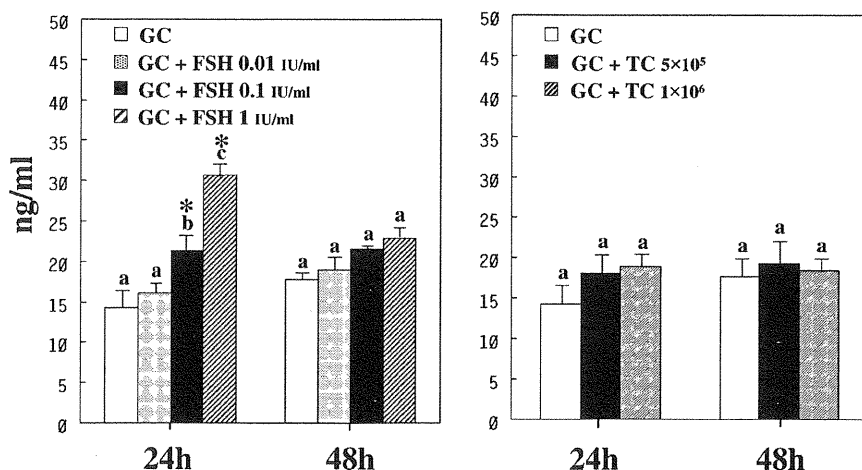 ng/ml
50
45
40
35
30
25
20
15
10
5
0
GC
GC + FSH 0.01 IU/ml
GC + FSH 0.1 IU/ml
GC + FSH 1 IU/ml
a
a
*
b
*
c
a
a
a
a
24h
48h
50
45
40
35
30
25
20
15
10
5
0
GC
GC + TC 5×10⁵
GC + TC 1×10⁶
a
a
a
a
a
a
24h
48h